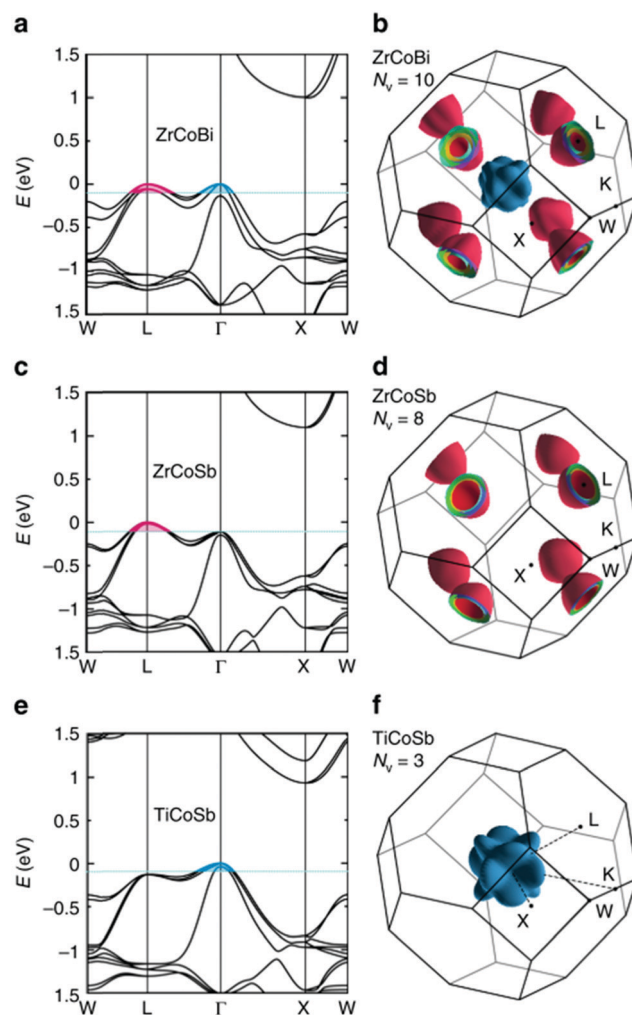 a
b
1.5
1
0.5
0
−0.5
−1
1.5
E (eV)
ZrCoBi
W L Γ X W
ZrCoBi
Nv = 10
L
K
W
X
c
d
1.5
1
0.5
0
−0.5
−1
1.5
E (eV)
ZrCoSb
W L Γ X W
ZrCoSb
Nv = 8
L
K
W
X
e
f
1.5
1
0.5
0
−0.5
−1
1.5
E (eV)
TiCoSb
W L Γ X W
TiCoSb
Nv = 3
L
K
W
X